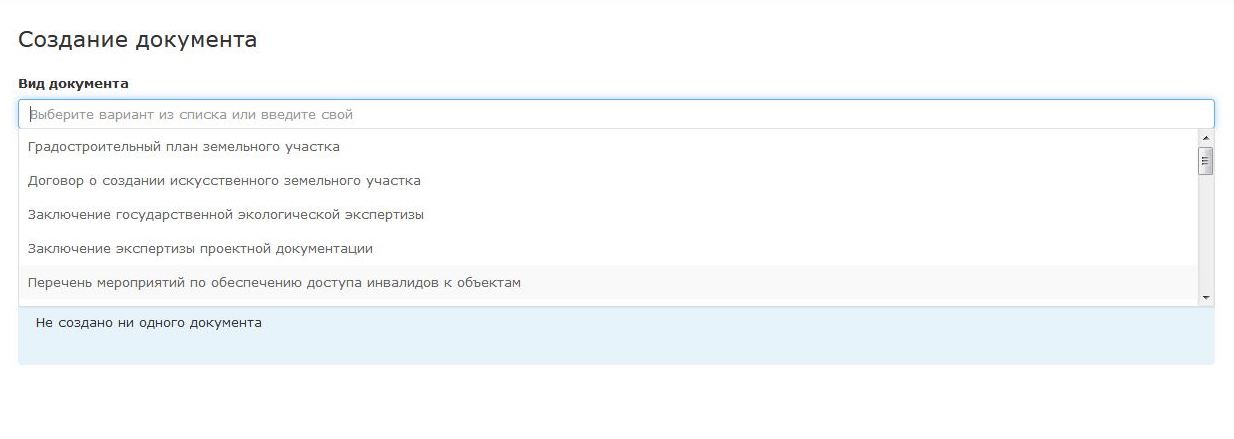 Создание документа
Вид документа
Выберите вариант из списка или введите свой
Градостроительный план земельного участка
Договор о создании искусственного земельного участка
Заключение государственной экологической экспертизы
Заключение экспертизы проектной документации
Перечень мероприятий по обеспечению доступа инвалидов к объектам
Не создано ни одного документа